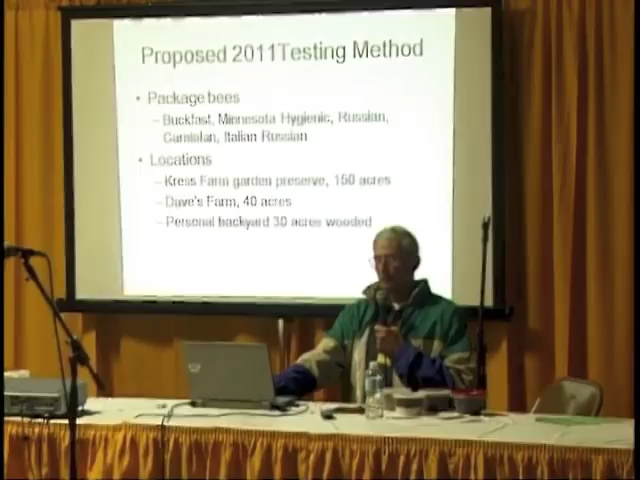 Proposed 2011Testing Method
• Package bees
– Buckfast, Minnesota Hygienic, Russian,
Carniolan, Italian Russian
• Locations
– Kress Farm garden preserve, 150 acres
– Dave's Farm, 40 acres
– Personal backyard 30 acres wooded